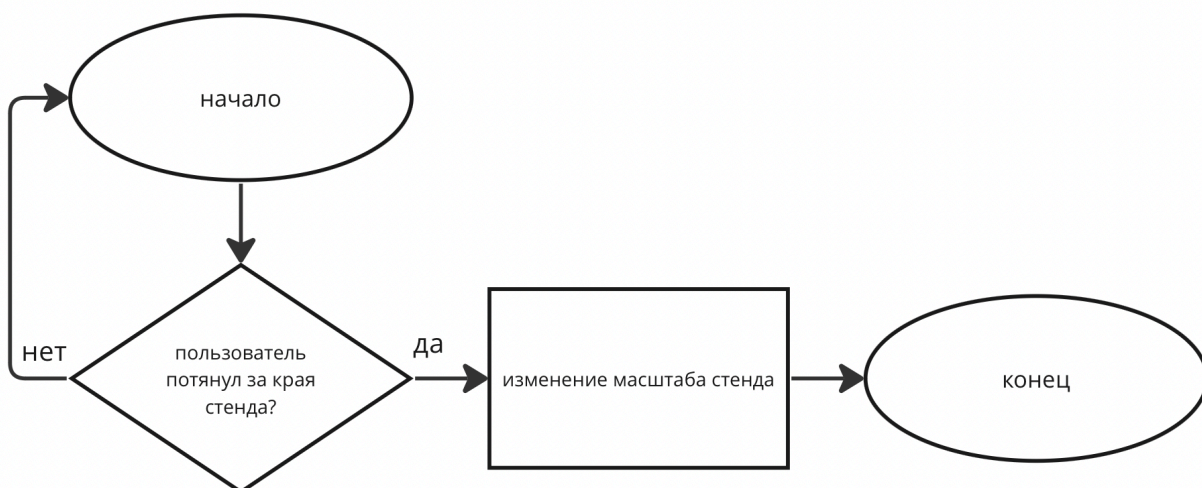 начало
нет
пользователь
потянул за края
стенда?
да
изменение масштаба стенда
конец